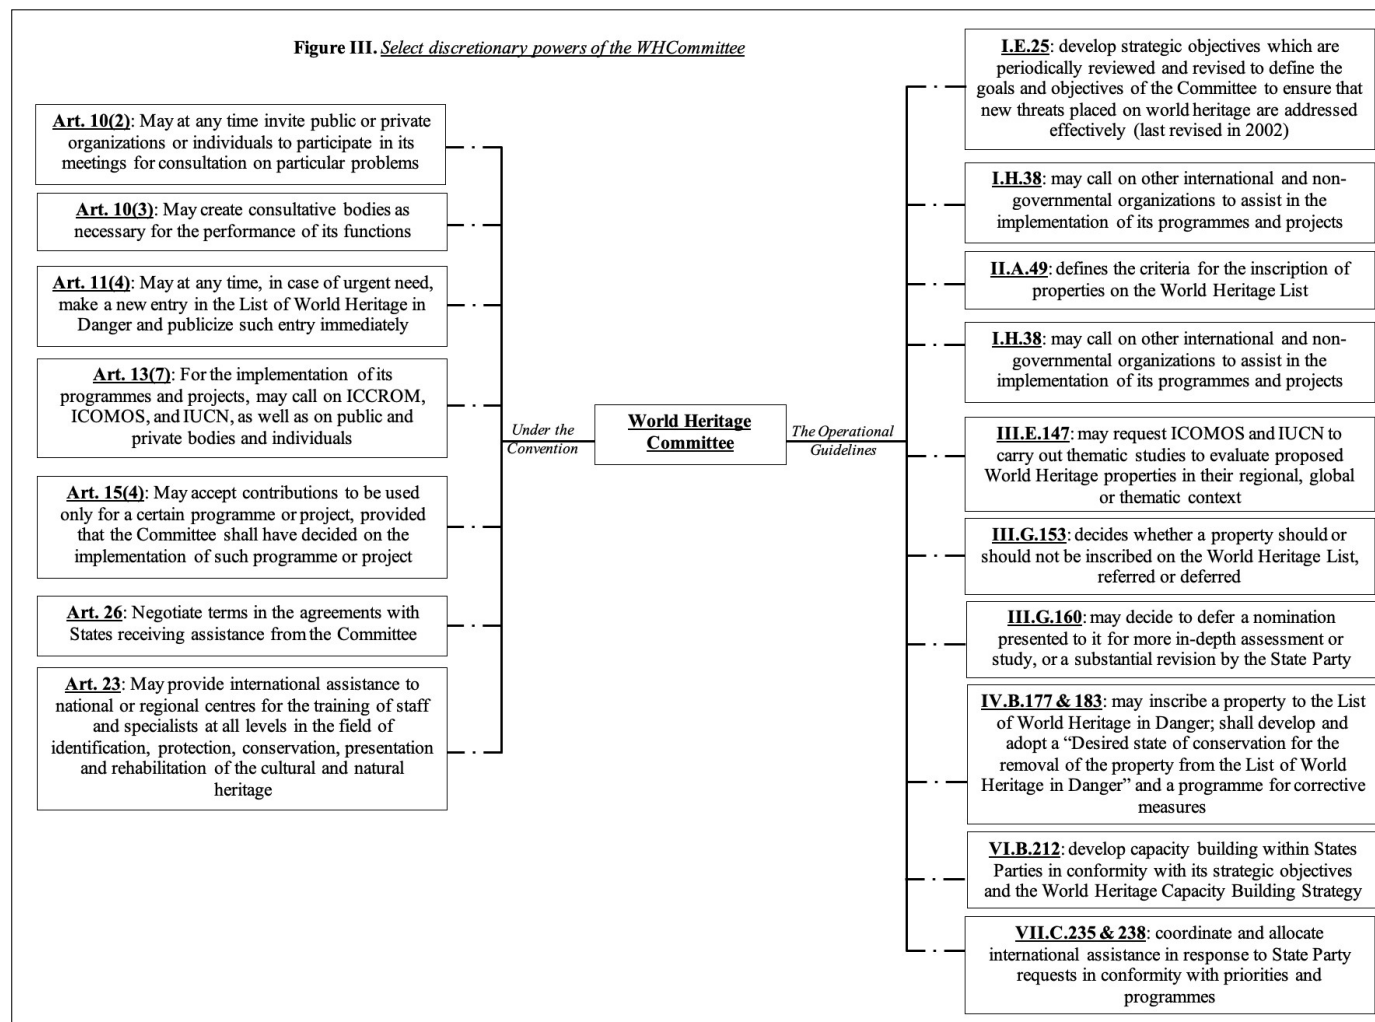 Figure III. Select discretionary powers of the WHCommittee
Art. 10(2): May at any time invite public or private
organizations or individuals to participate in its
meetings for consultation on particular problems
Art. 10(3): May create consultative bodies as
necessary for the performance of its functions
Art. 11(4): May at any time, in case of urgent need,
make a new entry in the List of World Heritage in
Danger and publicize such entry immediately
Art. 13(7): For the implementation of its
programmes and projects, may call on ICCROM,
ICOMOS, and IUCN, as well as on public and
private bodies and individuals
Art. 15(4): May accept contributions to be used
only for a certain programme or project, provided
that the Committee shall have decided on the
implementation of such programme or project
Art. 26: Negotiate terms in the agreements with
States receiving assistance from the Committee
Art. 23: May provide international assistance to
national or regional centres for the training of staff
and specialists at all levels in the field of
identification, protection, conservation, presentation
and rehabilitation of the cultural and natural
heritage
Under the
Convention
World Heritage
Committee
The Operational
Guidelines
I.E.25: develop strategic objectives which are
periodically reviewed and revised to define the
goals and objectives of the Committee to ensure that
new threats placed on world heritage are addressed
effectively (last revised in 2002)
I.H.38: may call on other international and non-
governmental organizations to assist in the
implementation of its programmes and projects
II.A.49: defines the criteria for the inscription of
properties on the World Heritage List
I.H.38: may call on other international and non-
governmental organizations to assist in the
implementation of its programmes and projects
III.E.147: may request ICOMOS and IUCN to
carry out thematic studies to evaluate proposed
World Heritage properties in their regional, global
or thematic context
III.G.153: decides whether a property should or
should not be inscribed on the World Heritage List,
referred or deferred
III.G.160: may decide to defer a nomination
presented to it for more in-depth assessment or
study, or a substantial revision by the State Party
IV.B.177 & 183: may inscribe a property to the List
of World Heritage in Danger; shall develop and
adopt a “Desired state of conservation for the
removal of the property from the List of World
Heritage in Danger” and a programme for corrective
measures
VI.B.212: develop capacity building within States
Parties in conformity with its strategic objectives
and the World Heritage Capacity Building Strategy
VII.C.235 & 238: coordinate and allocate
international assistance in response to State Party
requests in conformity with priorities and
programmes